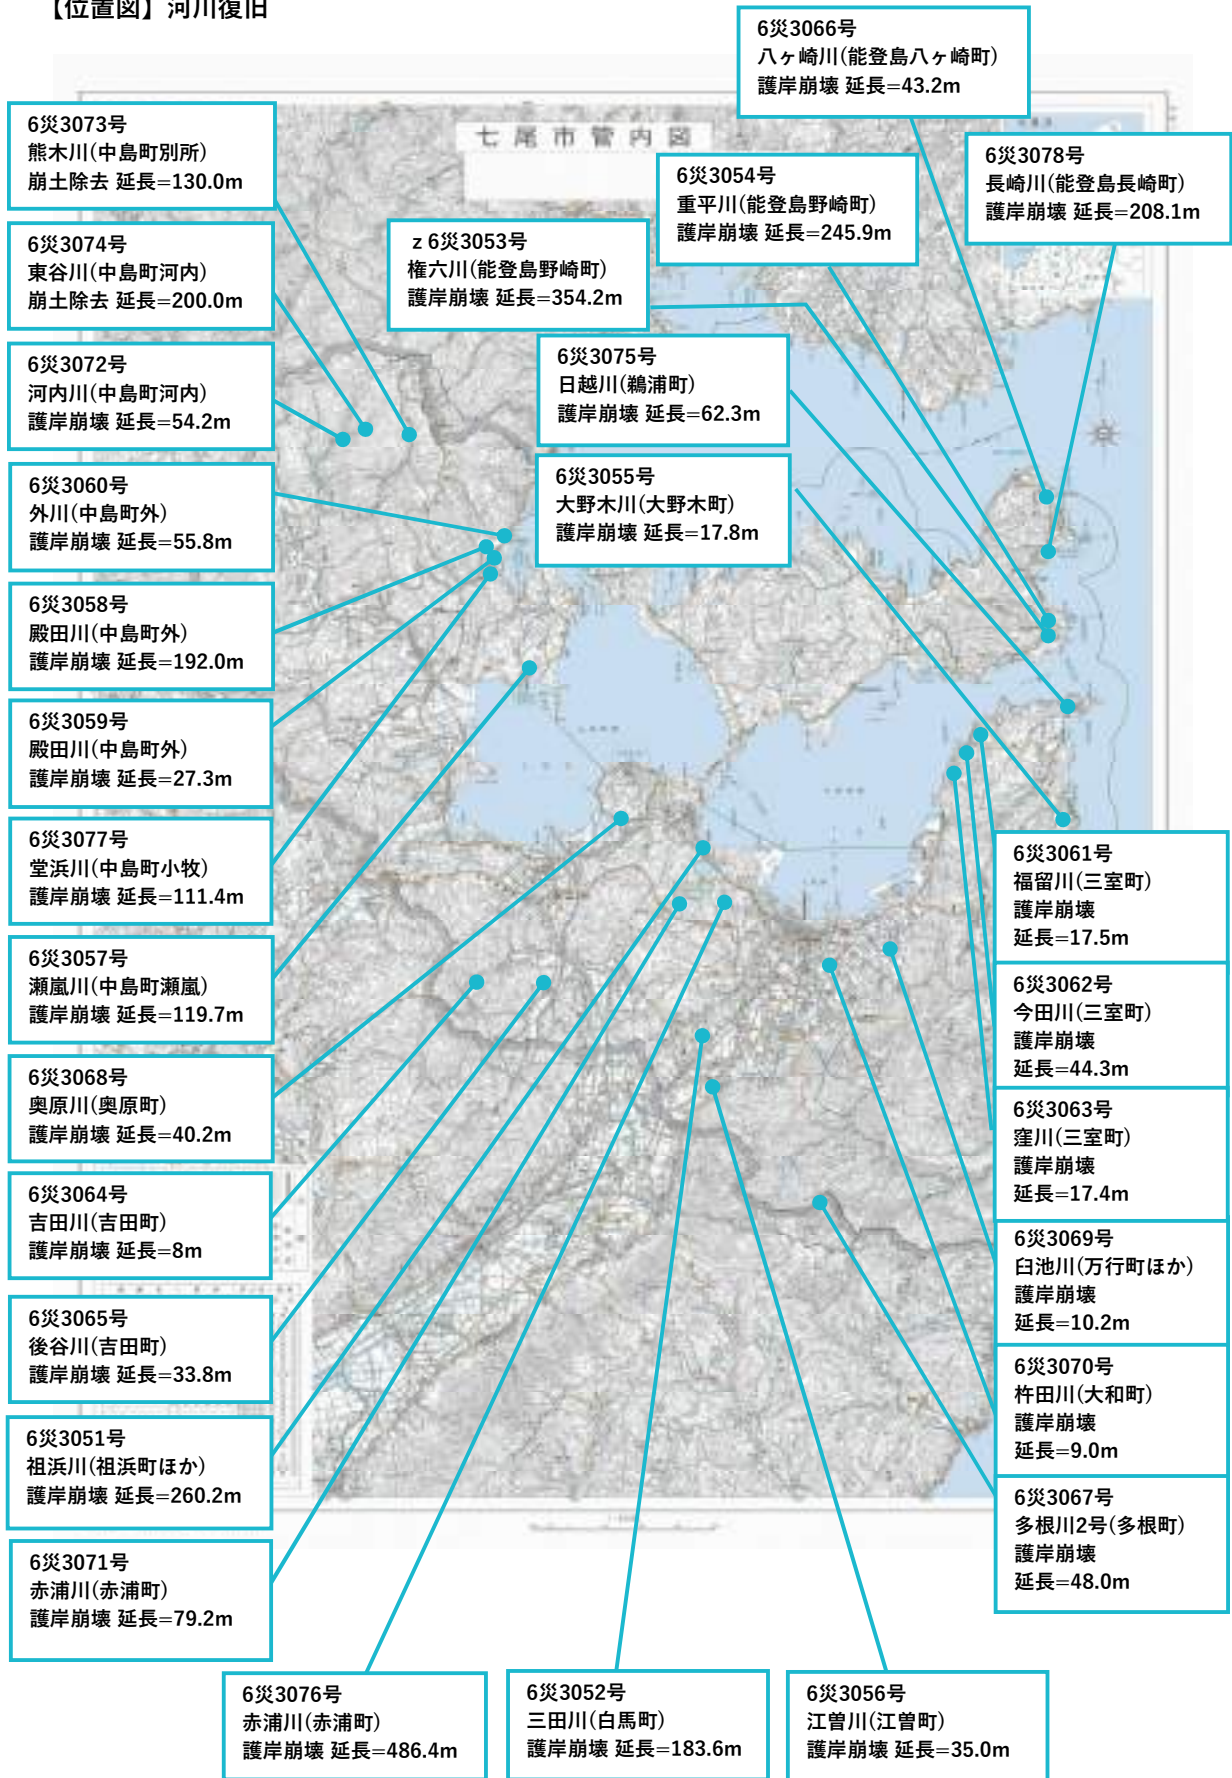 【位置図】河川復旧
6災3066号
八ヶ崎川(能登島八ヶ崎町)
護岸崩壊 延長=43.2m
七尾市管内図
6災3073号
熊木川(中島町別所)
崩土除去 延長=130.0m
6災3054号
重平川(能登島野崎町)
護岸崩壊 延長=245.9m
6災3078号
長崎川(能登島長崎町)
護岸崩壊 延長=208.1m
6災3074号
東谷川(中島町河内)
崩土除去 延長=200.0m
z 6災3053号
権六川(能登島野崎町)
護岸崩壊 延長=354.2m
6災3072号
河内川(中島町河内)
護岸崩壊 延長=54.2m
6災3075号
日越川(鵜浦町)
護岸崩壊 延長=62.3m
6災3060号
外川(中島町外)
護岸崩壊 延長=55.8m
6災3055号
大野木川(大野木町)
護岸崩壊 延長=17.8m
6災3058号
殿田川(中島町外)
護岸崩壊 延長=192.0m
6災3059号
殿田川(中島町外)
護岸崩壊 延長=27.3m
6災3077号
堂浜川(中島町小牧)
護岸崩壊 延長=111.4m
6災3057号
瀬嵐川(中島町瀬嵐)
護岸崩壊 延長=119.7m
6災3068号
奥原川(奥原町)
護岸崩壊 延長=40.2m
6災3064号
吉田川(吉田町)
護岸崩壊 延長=8m
6災3065号
後谷川(吉田町)
護岸崩壊 延長=33.8m
6災3051号
祖浜川(祖浜町ほか)
護岸崩壊 延長=260.2m
6災3071号
赤浦川(赤浦町)
護岸崩壊 延長=79.2m
6災3061号
福留川(三室町)
護岸崩壊
延長=17.5m
6災3062号
今田川(三室町)
護岸崩壊
延長=44.3m
6災3063号
窪川(三室町)
護岸崩壊
延長=17.4m
6災3069号
臼池川(万行町ほか)
護岸崩壊
延長=10.2m
6災3070号
杵田川(大和町)
護岸崩壊
延長=9.0m
6災3067号
多根川2号(多根町)
護岸崩壊
延長=48.0m
6災3076号
赤浦川(赤浦町)
護岸崩壊 延長=486.4m
6災3052号
三田川(白馬町)
護岸崩壊 延長=183.6m
6災3056号
江曽川(江曽町)
護岸崩壊 延長=35.0m